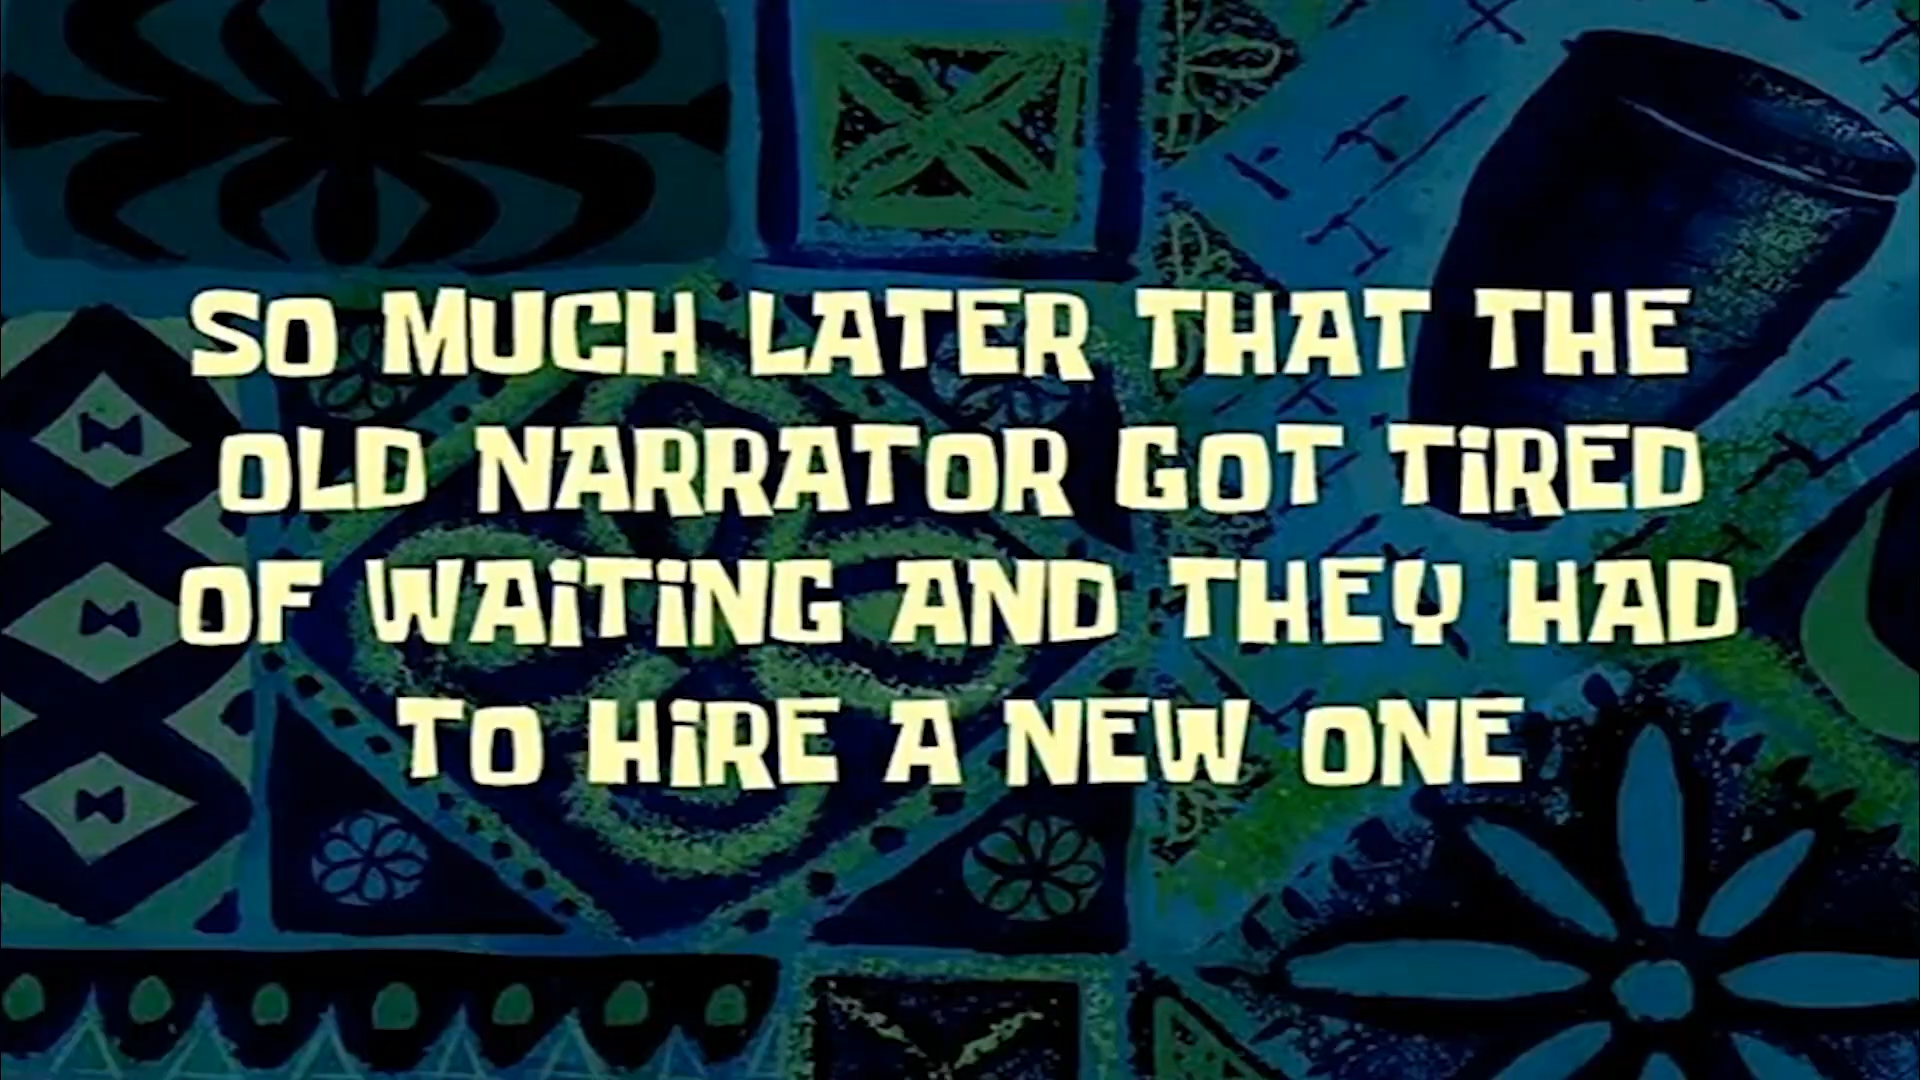 SO MUCH LATER THAT THE
OLD NARRATOR GOT TIRED
OF WAITING AND THEY HAD
TO HIRE A NEW ONE